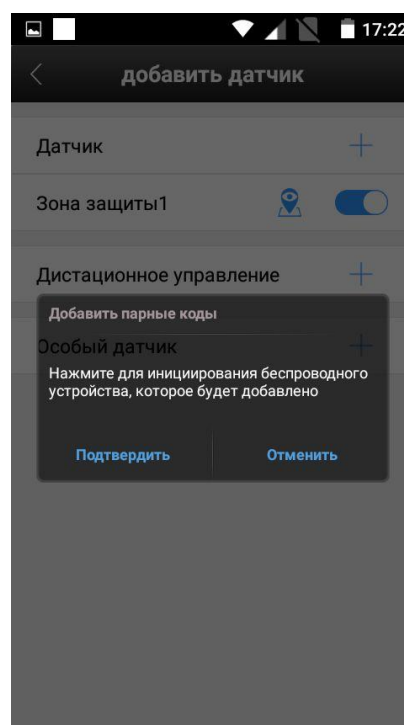 17:22
добавить датчик
Датчик
Зона защиты1
Дистационное управление
Добавить парные коды
Особый датчик
Нажмите для инициирования беспроводного
устройства, которое будет добавлено
Подтвердить Отменить